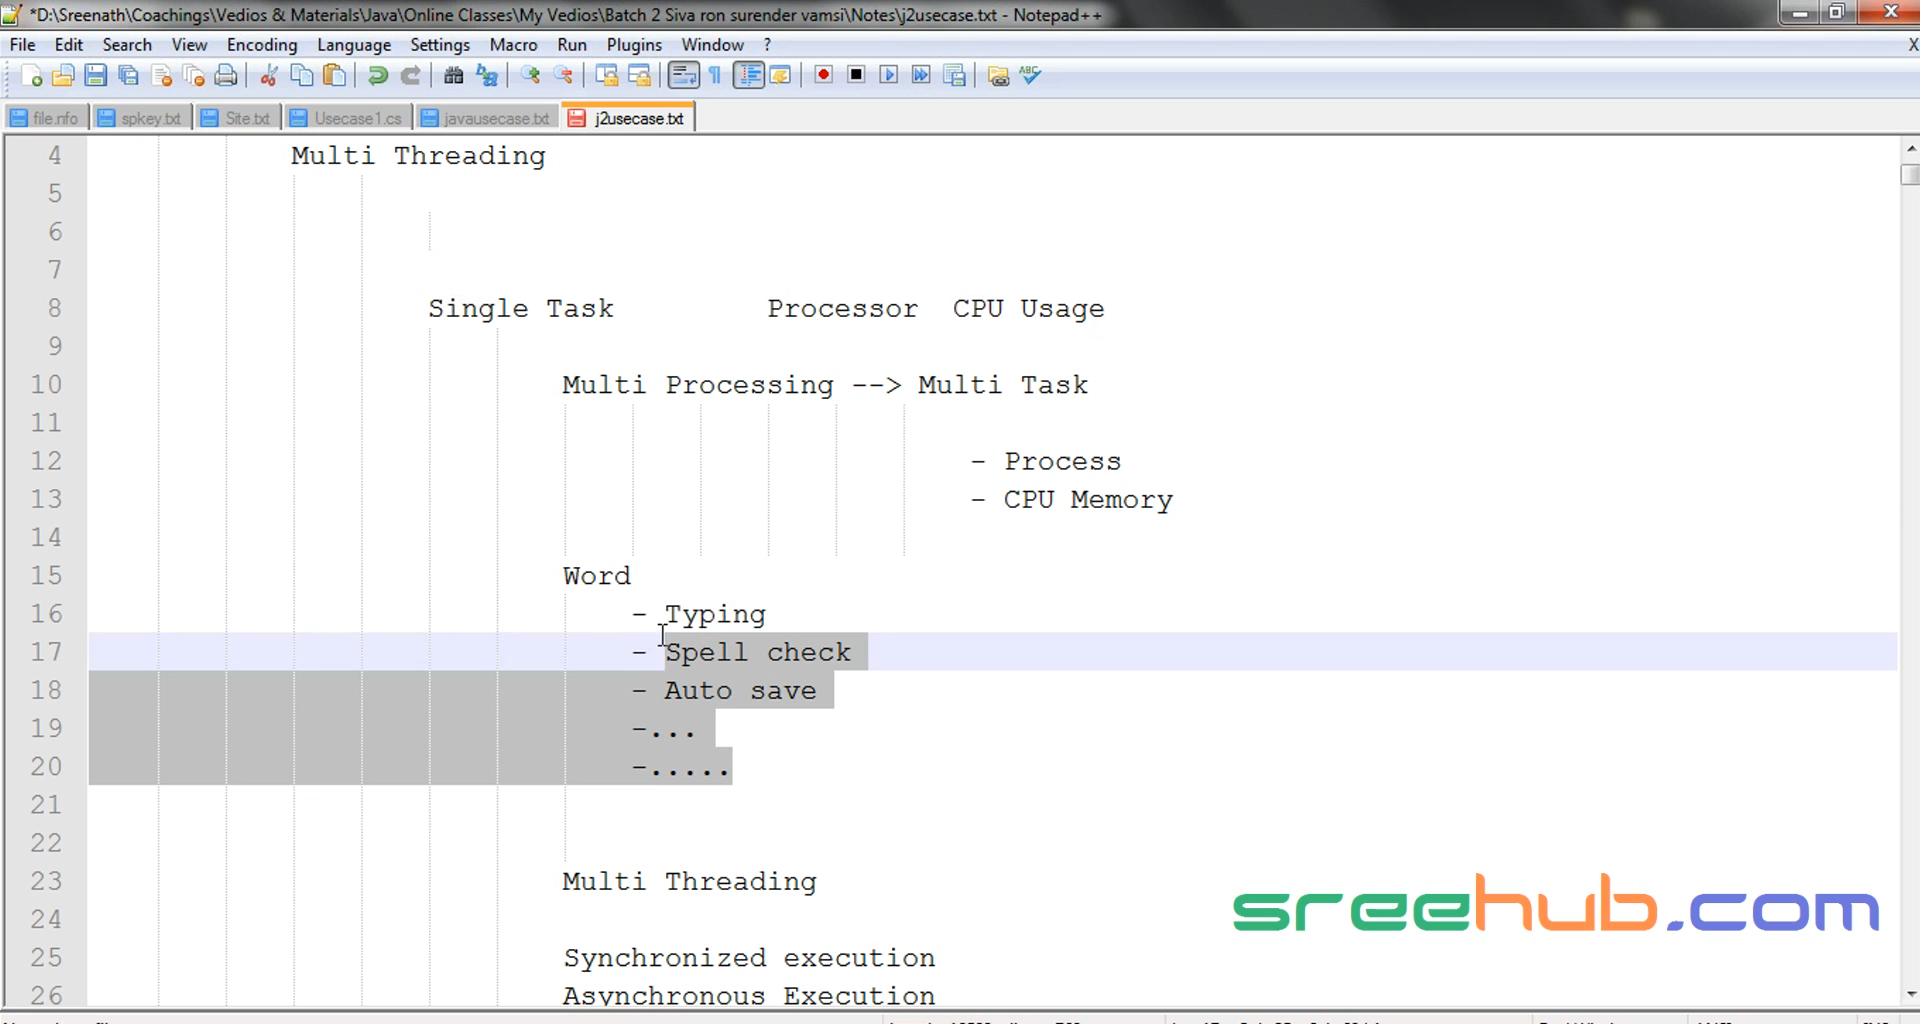 *D:\Sreenath\Coachings\Vedios & Materials\Java\Online Classes\My Vedios\Batch 2 Siva ron surender vamsi\Notes\j2usecase.txt - Notepad++
File Edit Search View Encoding Language Settings Macro Run Plugins Window ? X
file.nfo spkey.txt Site.txt Usecase1.cs javausecase.txt j2usecase.txt
4 Multi Threading
5
6
7
8 Single Task Processor CPU Usage
9
10 Multi Processing --> Multi Task
11
12 - Process
13 - CPU Memory
14
15 Word
16 - Typing
17 - Spell check
18 - Auto save
19 -...
20 -.....
21
22
23 Multi Threading
24
25 Synchronized execution
26 Asynchronous Execution
sreehub.com